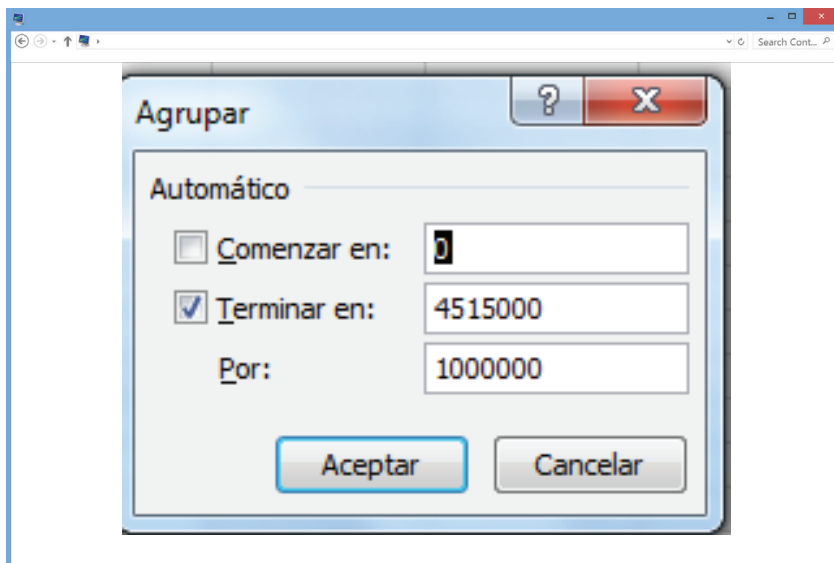 Search Cont...
Agrupar
Automático
Comenzar en: 0
Terminar en: 4515000
Por: 1000000
Aceptar Cancelar